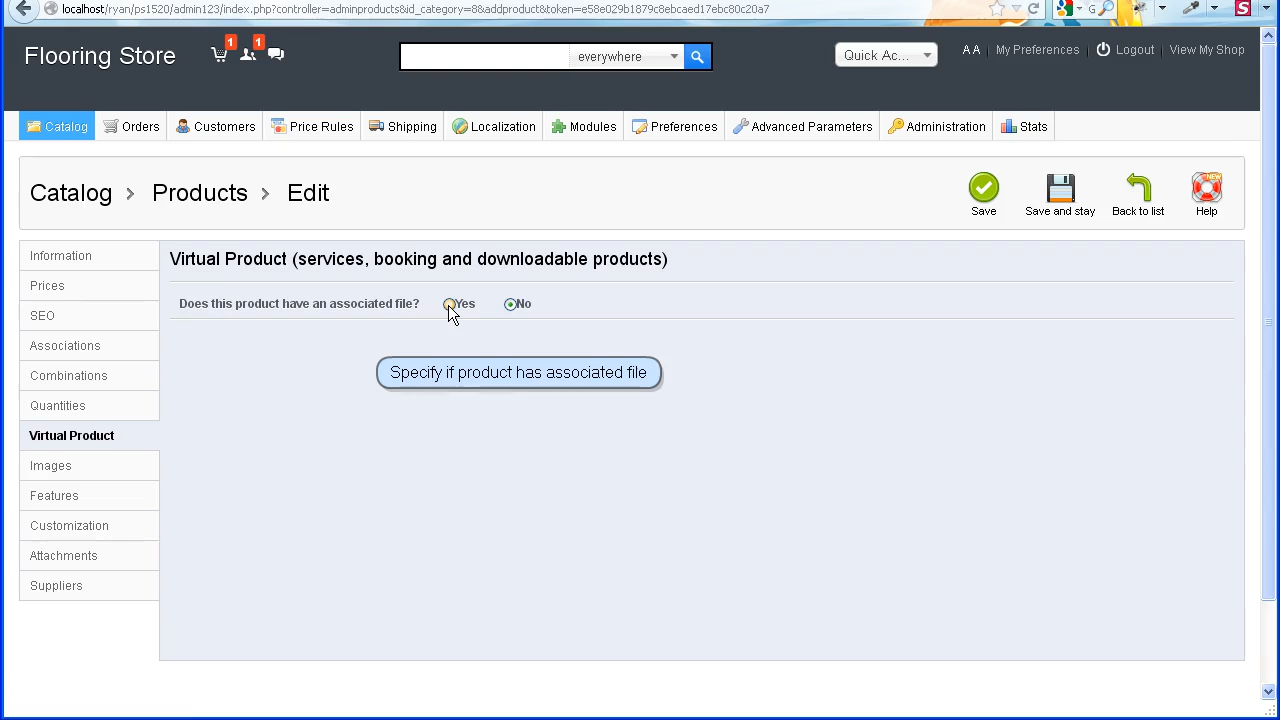 localhost/ryan/ps1520/admin123/index.php?controller=adminproducts&id_category=8&addproduct&token=e58e029b1879c8ebcaed17ebc80c20a7
Flooring Store
1
1
everywhere
Quick Ac...
A A | My Preferences | Logout | View My Shop
Catalog
Orders
Customers
Price Rules
Shipping
Localization
Modules
Preferences
Advanced Parameters
Administration
Stats
Catalog > Products > Edit
Save
Save and stay
Back to list
NEW
Help
Information
Prices
SEO
Associations
Combinations
Quantities
Virtual Product
Images
Features
Customization
Attachments
Suppliers
Virtual Product (services, booking and downloadable products)
Does this product have an associated file? Yes No
Specify if product has associated file